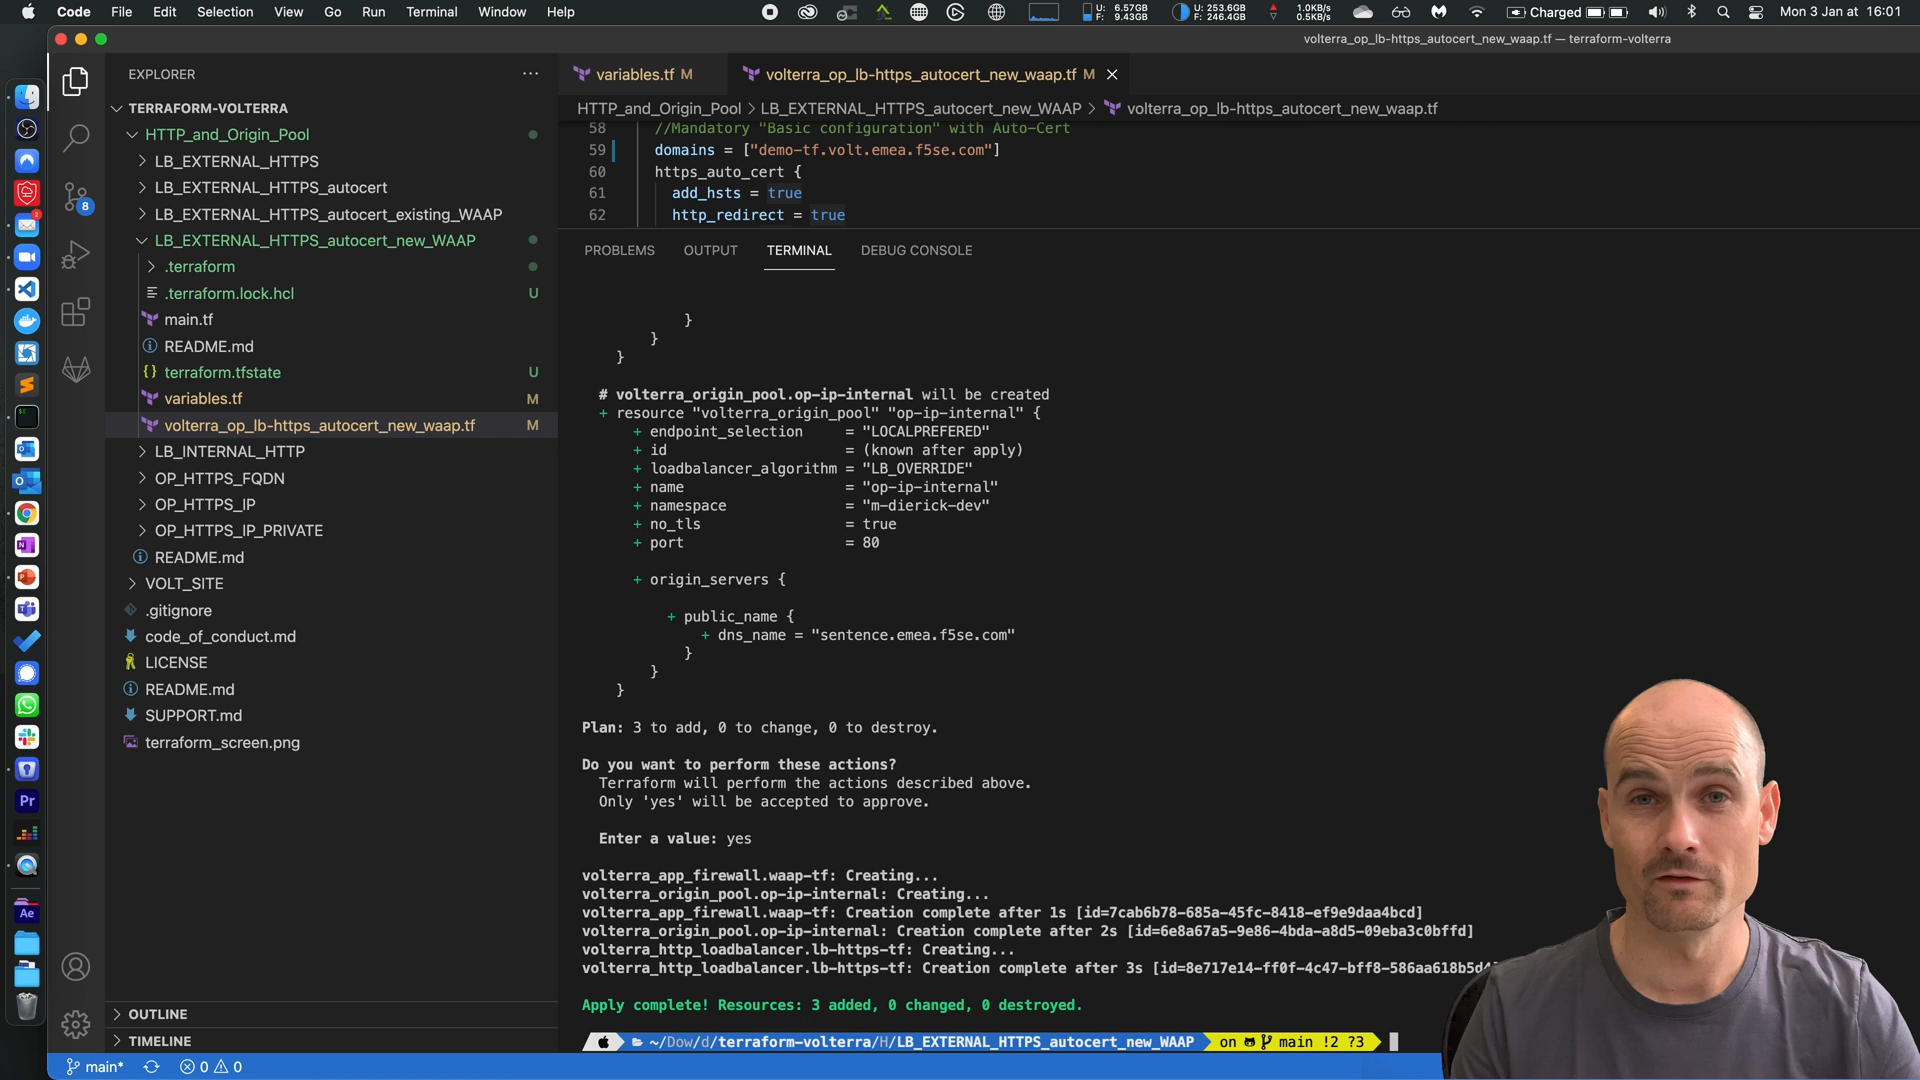 Code File Edit Selection View Go Run Terminal Window Help
U: 6.57GB
F: 9.43GB
U: 253.6GB
F: 246.4GB
1.0KB/s
0.5KB/s
Charged
Mon 3 Jan at 16:01
volterra_op_lb-https_autocert_new_waap.tf — terraform-volterra
EXPLORER
TERRAFORM-VOLTERRA
HTTP_and_Origin_Pool
LB_EXTERNAL_HTTPS
LB_EXTERNAL_HTTPS_autocert
LB_EXTERNAL_HTTPS_autocert_existing_WAAP
LB_EXTERNAL_HTTPS_autocert_new_WAAP
.terraform
.terraform.lock.hcl U
main.tf
README.md
{} terraform.tfstate U
variables.tf M
volterra_op_lb-https_autocert_new_waap.tf M
LB_INTERNAL_HTTP
OP_HTTPS_FQDN
OP_HTTPS_IP
OP_HTTPS_IP_PRIVATE
README.md
VOLT_SITE
.gitignore
code_of_conduct.md
LICENSE
README.md
SUPPORT.md
terraform_screen.png
OUTLINE
TIMELINE
8
2
Pr
Ae
variables.tf M
volterra_op_lb-https_autocert_new_waap.tf M
HTTP_and_Origin_Pool > LB_EXTERNAL_HTTPS_autocert_new_WAAP > volterra_op_lb-https_autocert_new_waap.tf
58 //Mandatory "Basic configuration" with Auto-Cert
59 domains = ["demo-tf.volt.emea.f5se.com"]
60 https_auto_cert {
61 add_hsts = true
62 http_redirect = true
PROBLEMS OUTPUT TERMINAL DEBUG CONSOLE
}
}
}
# volterra_origin_pool.op-ip-internal will be created
+ resource "volterra_origin_pool" "op-ip-internal" {
+ endpoint_selection = "LOCALPREFERED"
+ id = (known after apply)
+ loadbalancer_algorithm = "LB_OVERRIDE"
+ name = "op-ip-internal"
+ namespace = "m-dierick-dev"
+ no_tls = true
+ port = 80
+ origin_servers {
+ public_name {
+ dns_name = "sentence.emea.f5se.com"
}
}
}
Plan: 3 to add, 0 to change, 0 to destroy.
Do you want to perform these actions?
Terraform will perform the actions described above.
Only 'yes' will be accepted to approve.
Enter a value: yes
volterra_app_firewall.waap-tf: Creating...
volterra_origin_pool.op-ip-internal: Creating...
volterra_app_firewall.waap-tf: Creation complete after 1s [id=7cab6b78-685a-45fc-8418-ef9e9daa4bcd]
volterra_origin_pool.op-ip-internal: Creation complete after 2s [id=6e8a67a5-9e86-4bda-a8d5-09eba3c0bffd]
volterra_http_loadbalancer.lb-https-tf: Creating...
volterra_http_loadbalancer.lb-https-tf: Creation complete after 3s [id=8e717e14-ff0f-4c47-bff8-586aa618b5d4
Apply complete! Resources: 3 added, 0 changed, 0 destroyed.
~/Dow/d/terraform-volterra/H/LB_EXTERNAL_HTTPS_autocert_new_WAAP on main !2 ?3
main* 0 0